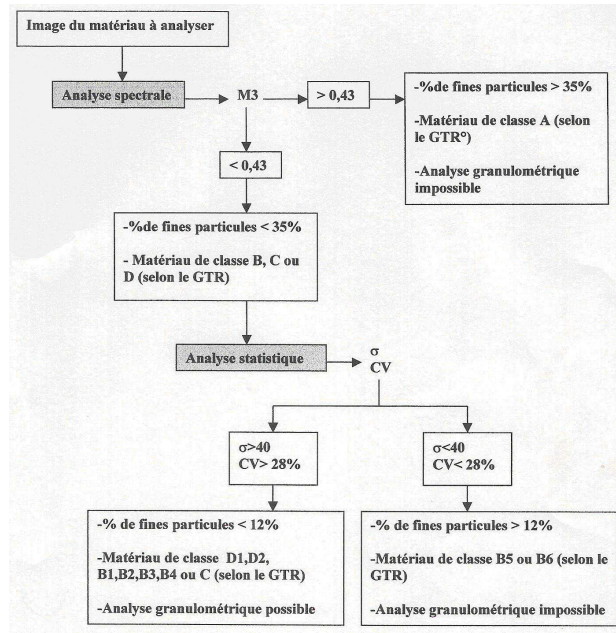 Image du matériau à analyser
Analyse spectrale
M3
> 0,43
-%de fines particules > 35%
-Matériau de classe A (selon
le GTR°)
-Analyse granulométrique
impossible
< 0,43
-%de fines particules < 35%
- Matériau de classe B, C ou
D (selon le GTR)
Analyse statistique
σ
CV
σ>40
CV> 28%
σ<40
CV< 28%
-% de fines particules < 12%
-Matériau de classe D1,D2,
B1,B2,B3,B4 ou C (selon le GTR)
-Analyse granulométrique possible
-% de fines particules > 12%
-Matériau de classe B5 ou B6 (selon le
GTR)
-Analyse granulométrique impossible